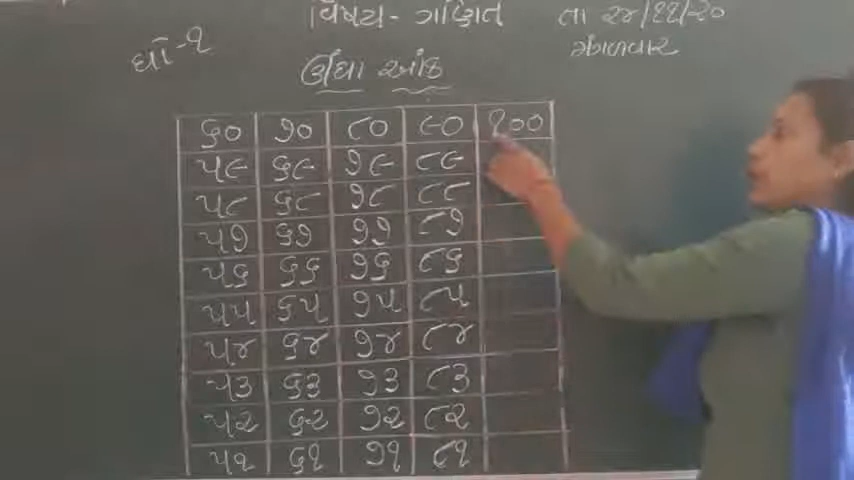 વિષય- ગણિત
તા ૨૪/૧૧/૨૦
ધો-૧
મંગળવાર
ઊંધા આંક
૬૦ ૭૦ ૮૦ ૯૦ ૧૦૦
૫૯ ૬૯ ૭૯ ૮૯
૫૮ ૬૮ ૭૮ ૮૮
૫૭ ૬૭ ૭૭ ૮૭
૫૬ ૬૬ ૭૬ ૮૬
૫૫ ૬૫ ૭૫ ૮૫
૫૪ ૬૪ ૭૪ ૮૪
૫૩ ૬૩ ૭૩ ૮૩
૫૨ ૬૨ ૭૨ ૮૨
૫૧ ૬૧ ૭૧ ૮૧